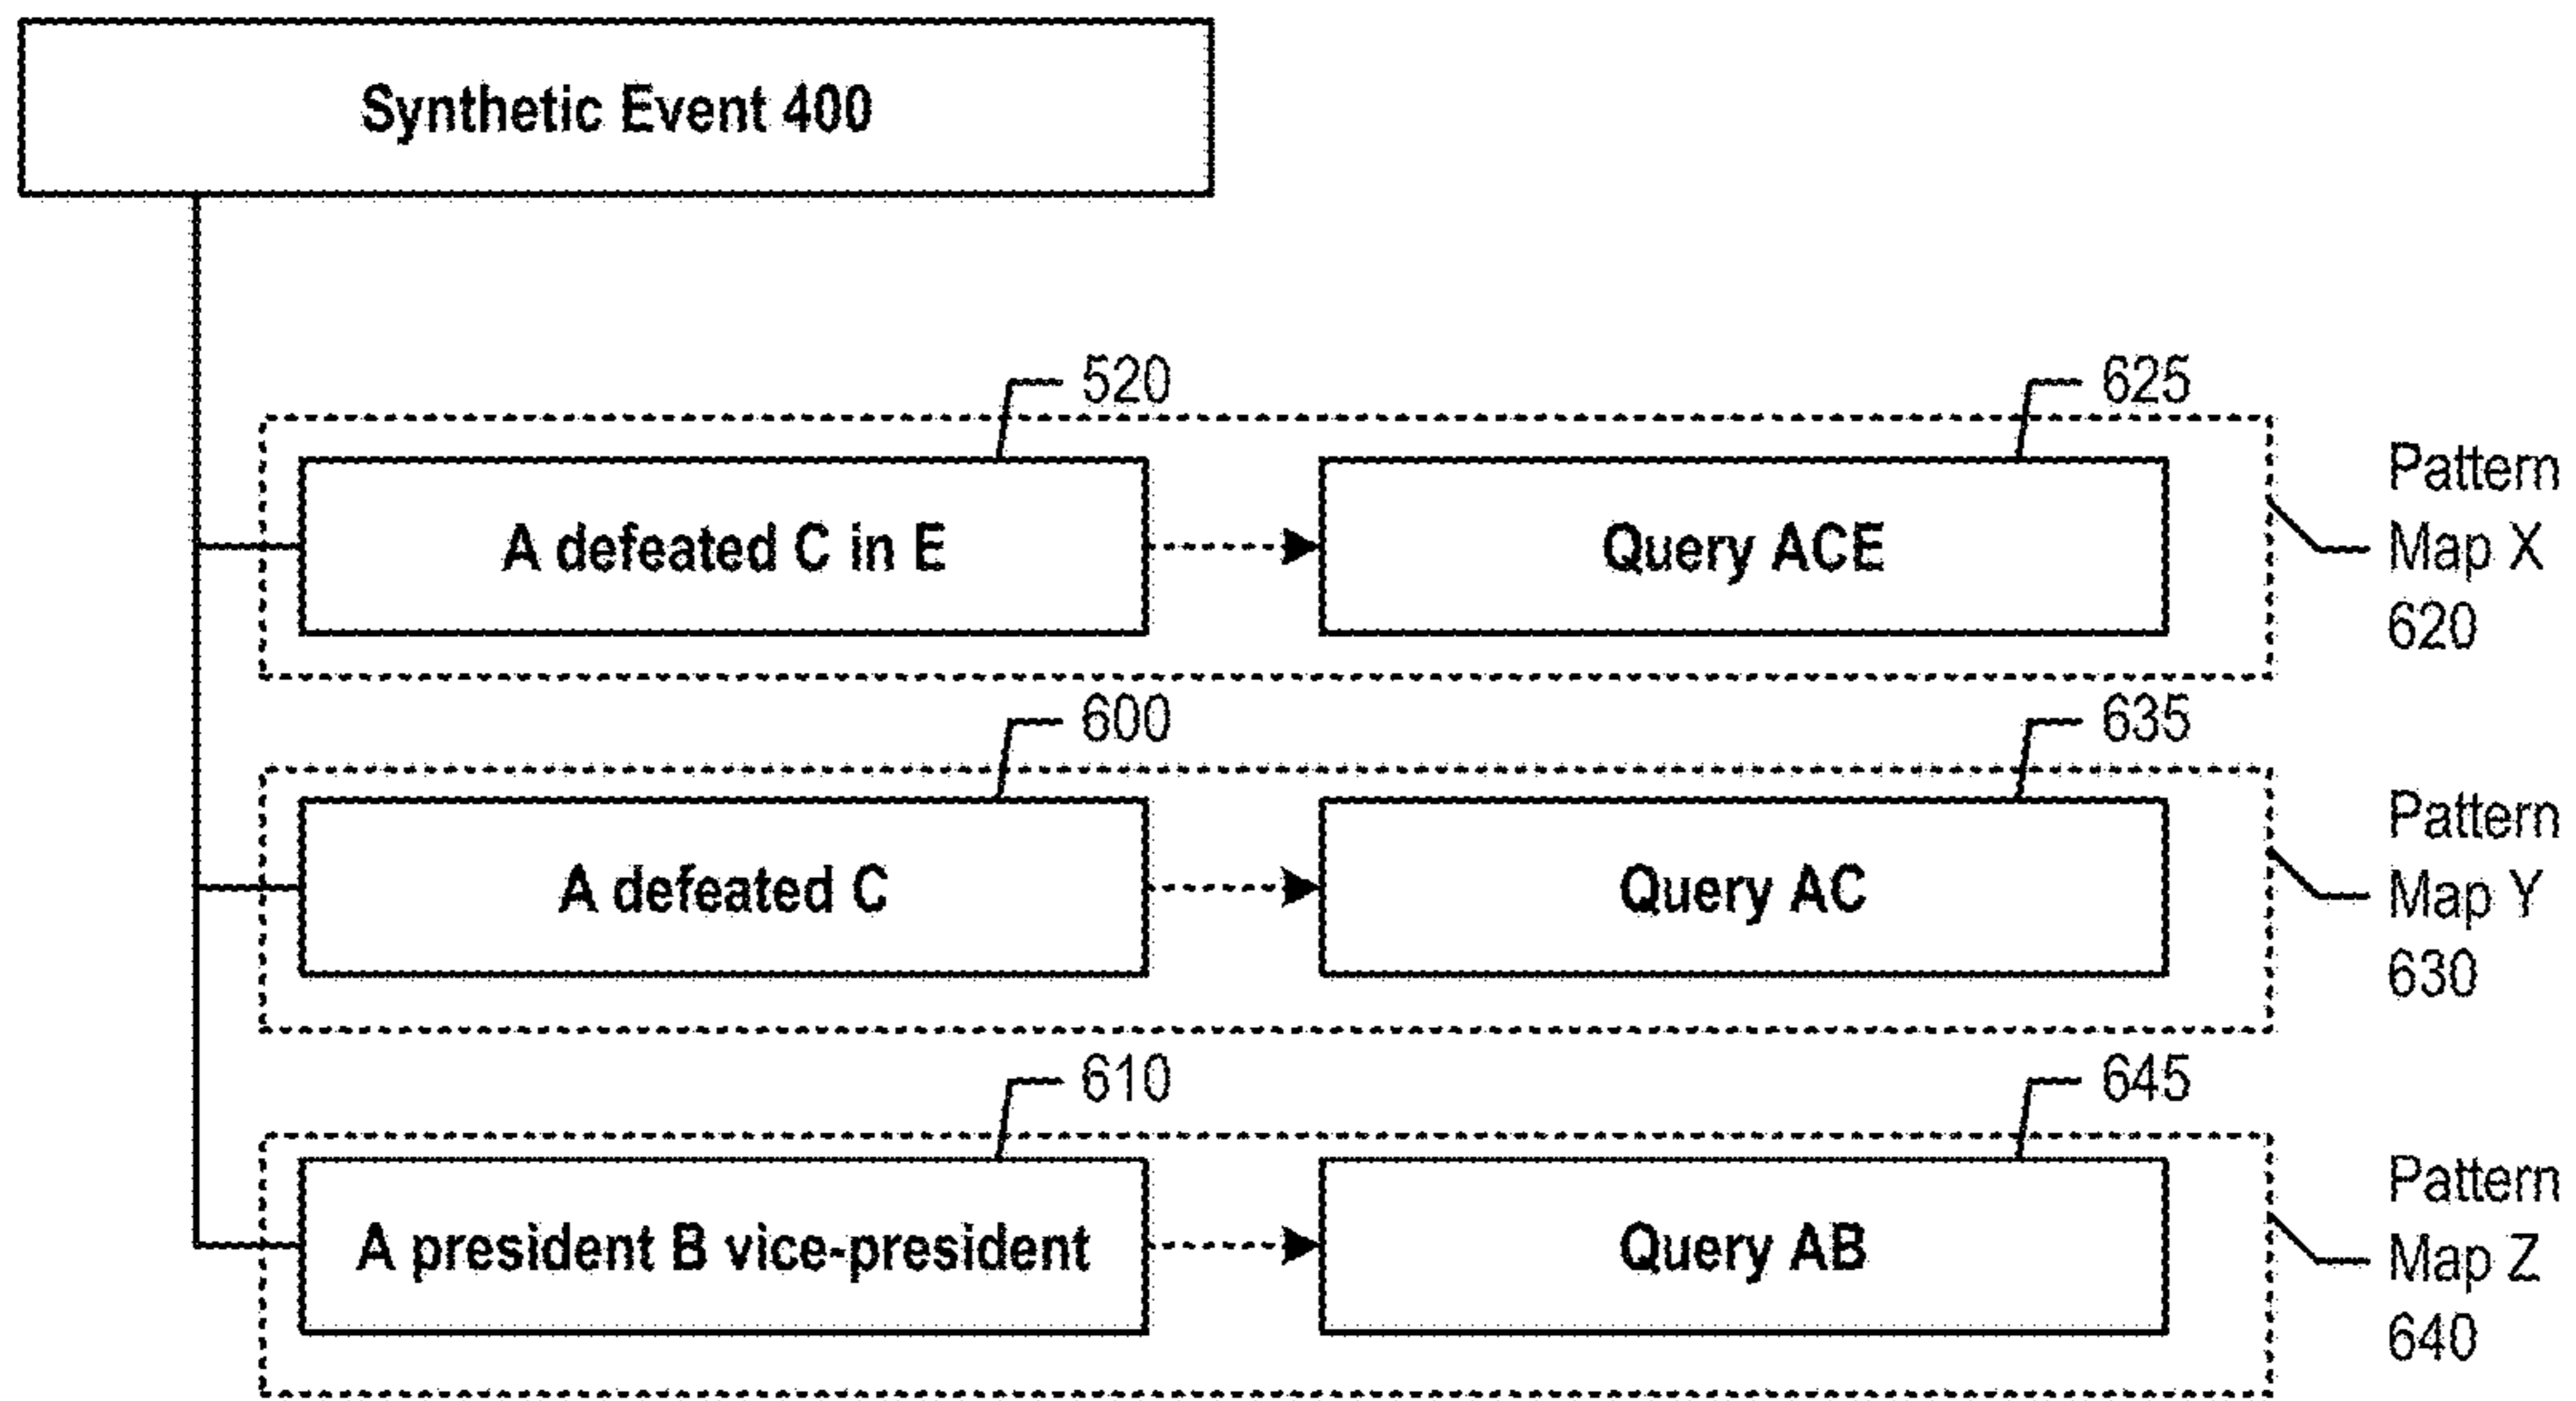 Synthetic Event 400
520
625
A defeated C in E
Query ACE
Pattern
Map X
620
600
635
A defeated C
Query AC
Pattern
Map Y
630
610
645
A president B vice-president
Query AB
Pattern
Map Z
640